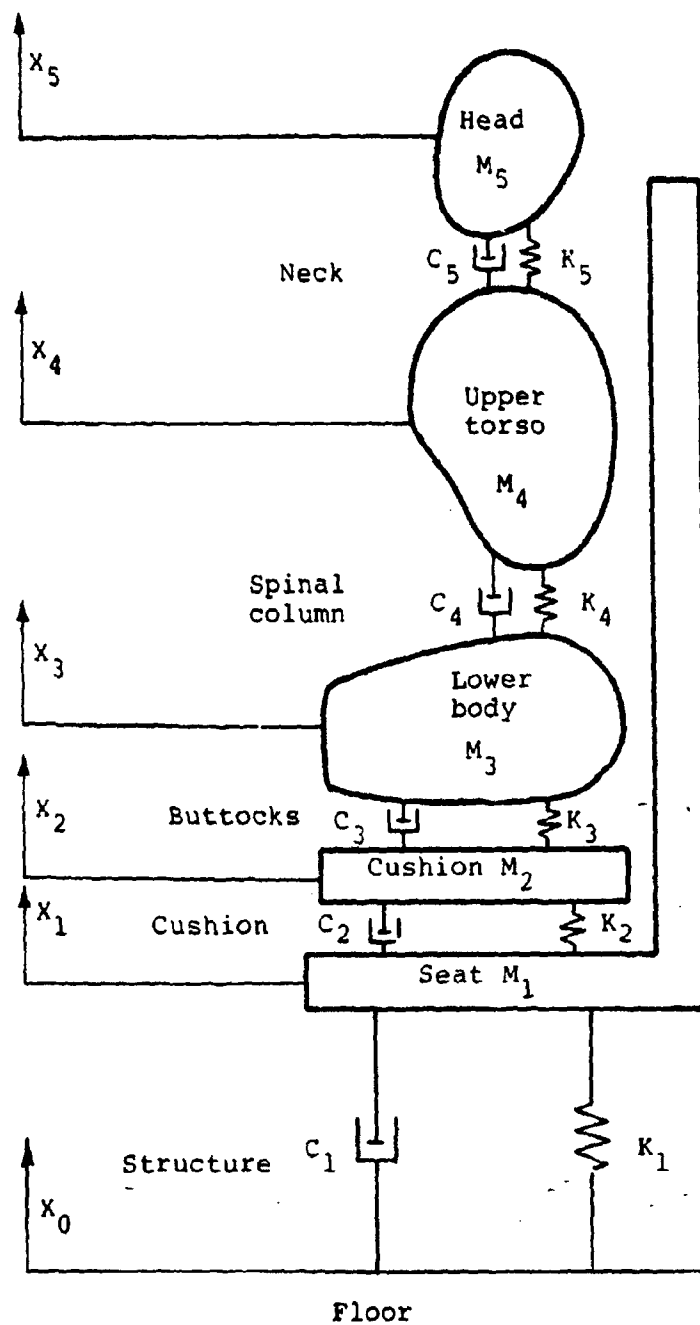 X5
Head
M5
C5
K5
Neck
X4
Upper
torso
M4
Spinal
column
C4
K4
X3
Lower
body
M3
X2
Buttocks
C3
K3
Cushion M2
X1
Cushion
C2
K2
Seat M1
Structure
C1
K1
X0
Floor